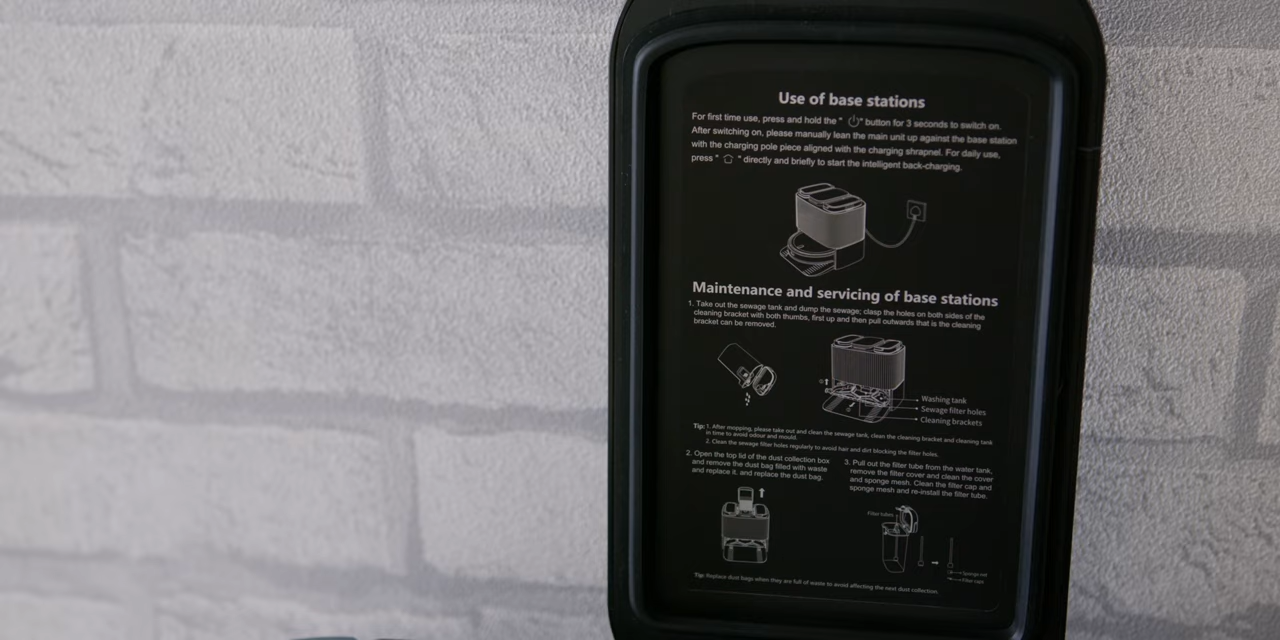 Use of base stations
For first time use, press and hold the " " button for 3 seconds to switch on.
After switching on, please manually lean the main unit up against the base station
with the charging pole piece aligned with the charging shrapnel. For daily use,
press " " directly and briefly to start the intelligent back-charging.
Maintenance and servicing of base stations
1. Take out the sewage tank and dump the sewage; clasp the holes on both sides of the
cleaning bracket with both thumbs, first up and then pull outwards that is the cleaning
bracket can be removed.
Washing tank
Sewage filter holes
Cleaning brackets
Tip: 1. After mopping, please take out and clean the sewage tank, clean the cleaning bracket and cleaning tank
in time to avoid odour and mould.
2. Clean the sewage filter holes regularly to avoid hair and dirt blocking the filter holes.
2. Open the top lid of the dust collection box
and remove the dust bag filled with waste
and replace it. and replace the dust bag.
3. Pull out the filter tube from the water tank,
remove the filter cover and clean the cover
and sponge mesh. Clean the filter cap and
sponge mesh and re-install the filter tube.
Filter tubes
Sponge net
Filter caps
Tip: Replace dust bags when they are full of waste to avoid affecting the next dust collection.